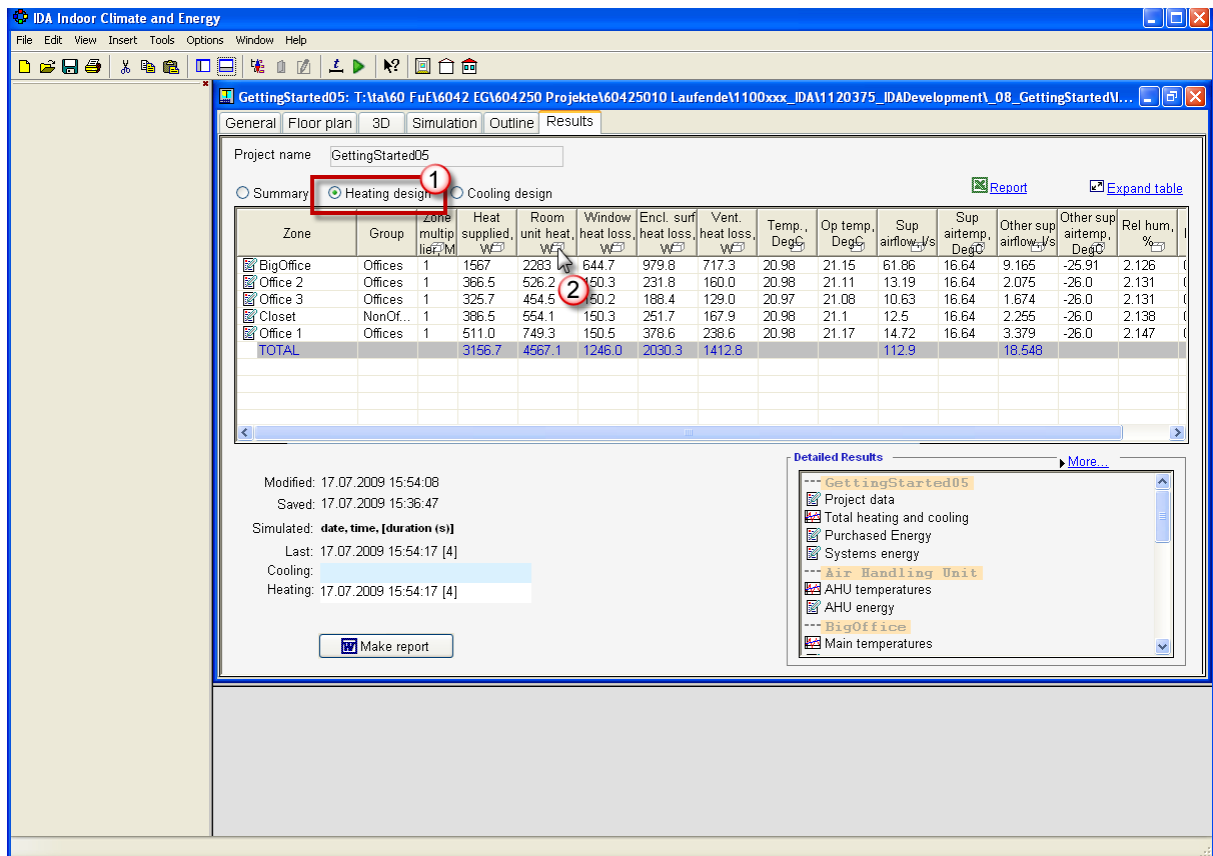 IDA Indoor Climate and Energy
File Edit View Insert Tools Options Window Help
GettingStarted05: T:\ta\60 FuE\6042 EG\604250 Projekte\60425010 Laufende\1100xxx_IDA\1120375_IDADevelopment\_08_GettingStarted\I...
General Floor plan 3D Simulation Outline Results
Project name GettingStarted05
1
Summary Heating design Cooling design Report Expand table
Zone Group Zone multip lier, M Heat supplied, W Room unit heat, W Window heat loss, W Encl. surf heat loss, W Vent. heat loss, W Temp., DegC Op temp, DegC Sup airflow, l/s Sup airtemp, DegC Other sup airflow, l/s Other sup airtemp, DegC Rel hum, %
BigOffice Offices 1 1567 2283 644.7 979.8 717.3 20.98 21.15 61.86 16.64 9.165 -25.91 2.126
Office 2 Offices 1 366.5 526.2 150.3 231.8 160.0 20.98 21.11 13.19 16.64 2.075 -26.0 2.131
2
Office 3 Offices 1 325.7 454.5 150.2 188.4 129.0 20.97 21.08 10.63 16.64 1.674 -26.0 2.131
Closet NonOf... 1 386.5 554.1 150.3 251.7 167.9 20.98 21.1 12.5 16.64 2.255 -26.0 2.138
Office 1 Offices 1 511.0 749.3 150.5 378.6 238.6 20.98 21.17 14.72 16.64 3.379 -26.0 2.147
TOTAL 3156.7 4567.1 1246.0 2030.3 1412.8 112.9 18.548
Modified: 17.07.2009 15:54:08
Saved: 17.07.2009 15:36:47
Simulated: date, time, [duration (s)]
Last: 17.07.2009 15:54:17 [4]
Cooling:
Heating: 17.07.2009 15:54:17 [4]
Make report
Detailed Results More...
--- GettingStarted05
Project data
Total heating and cooling
Purchased Energy
Systems energy
--- Air Handling Unit
AHU temperatures
AHU energy
--- BigOffice
Main temperatures